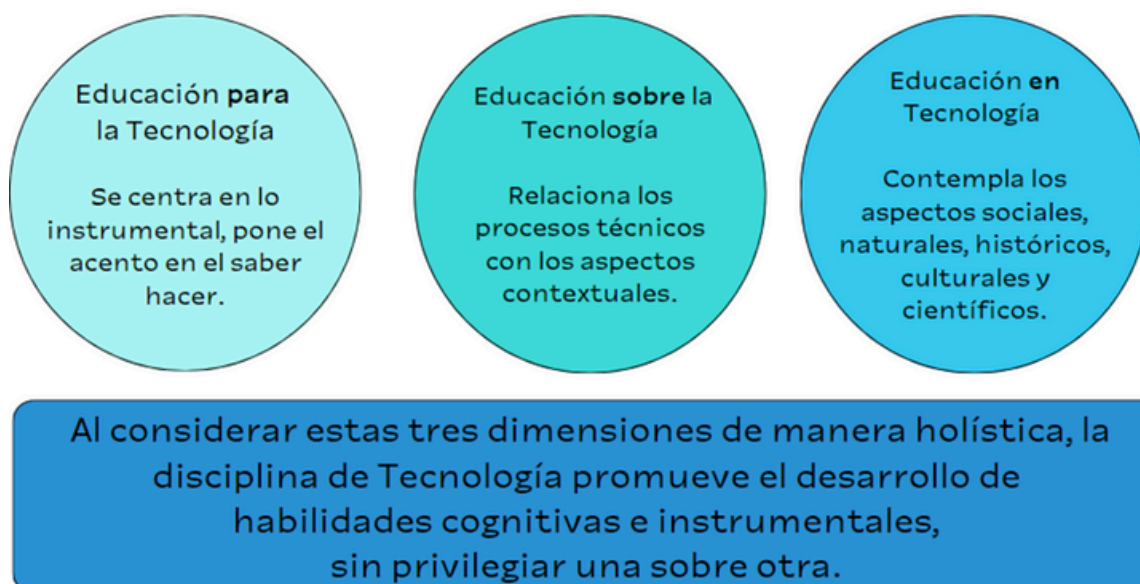 Educación para
la Tecnología
Se centra en lo
instrumental, pone el
acento en el saber
hacer.
Educación sobre la
Tecnología
Relaciona los
procesos técnicos
con los aspectos
contextuales.
Educación en
Tecnología
Contempla los
aspectos sociales,
naturales, históricos,
culturales y
científicos.
Al considerar estas tres dimensiones de manera holística, la
disciplina de Tecnología promueve el desarrollo de
habilidades cognitivas e instrumentales,
sin privilegiar una sobre otra.